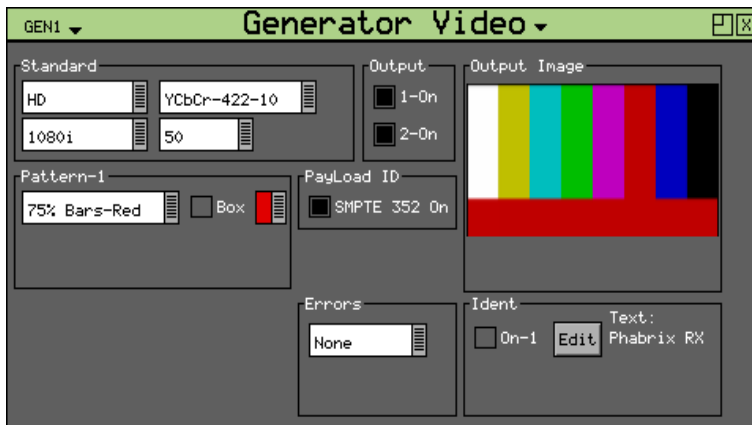 GEN1
Generator Video
Standard
HD
YCbCr-422-10
1080i
50
Output
1-On
2-On
Output Image
Pattern-1
75% Bars-Red
Box
PayLoad ID
SMPTE 352 On
Errors
None
Ident
On-1
Edit
Text:
Phabrix RX